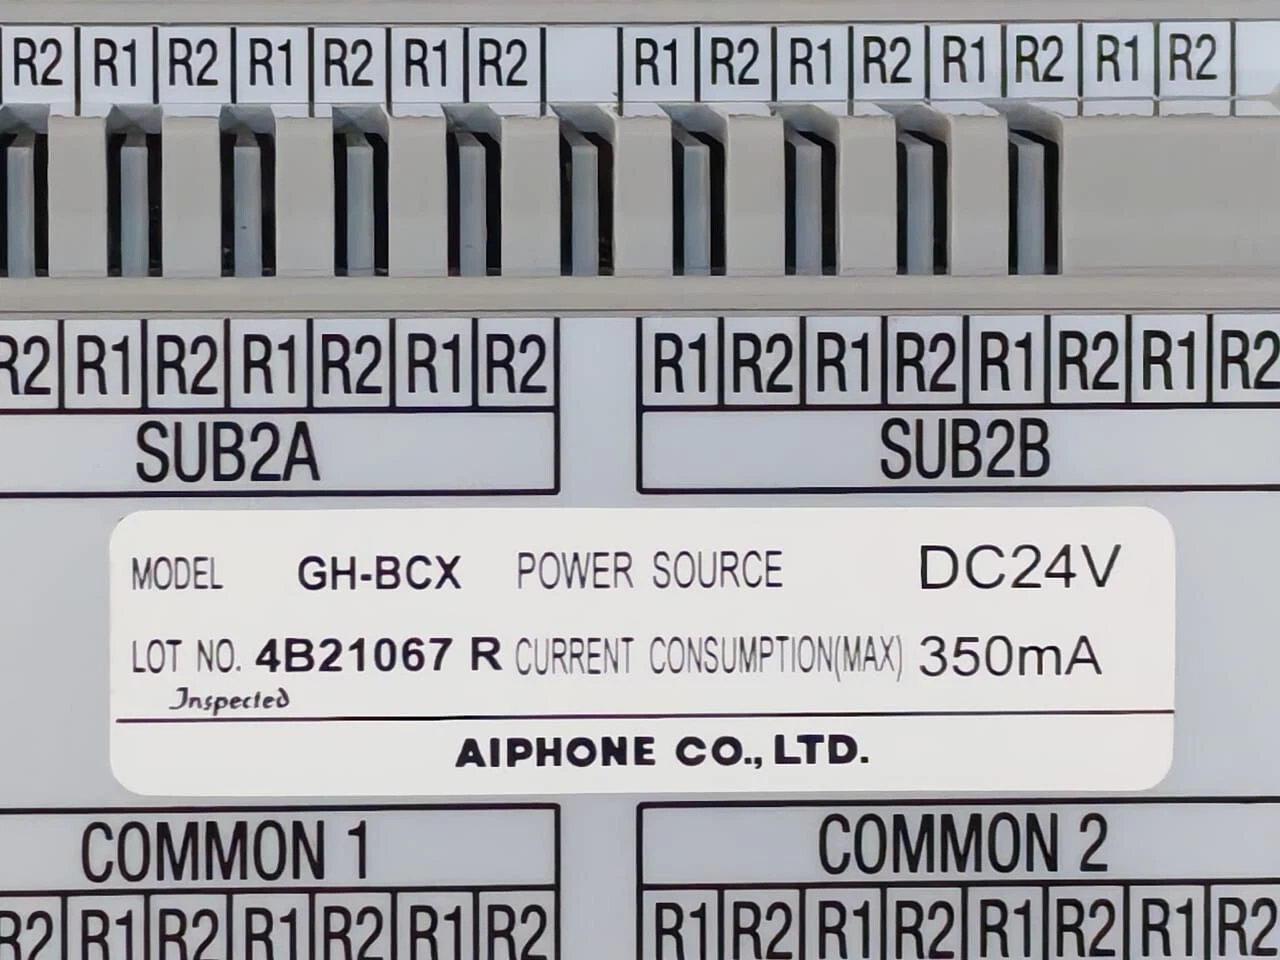 R2 R1 R2 R1 R2 R1 R2 R1 R2 R1 R2 R1 R2 R1 R2
R2 R1 R2 R1 R2 R1 R2 R1 R2 R1 R2 R1 R2 R1 R2
SUB2A SUB2B
MODEL GH-BCX POWER SOURCE DC24V
LOT NO. 4B21067 R CURRENT CONSUMPTION(MAX) 350mA
Inspected
AIPHONE CO., LTD.
COMMON 1 COMMON 2
R2 R1 R2 R1 R2 R1 R2 R1 R2 R1 R2 R1 R2 R1 R2